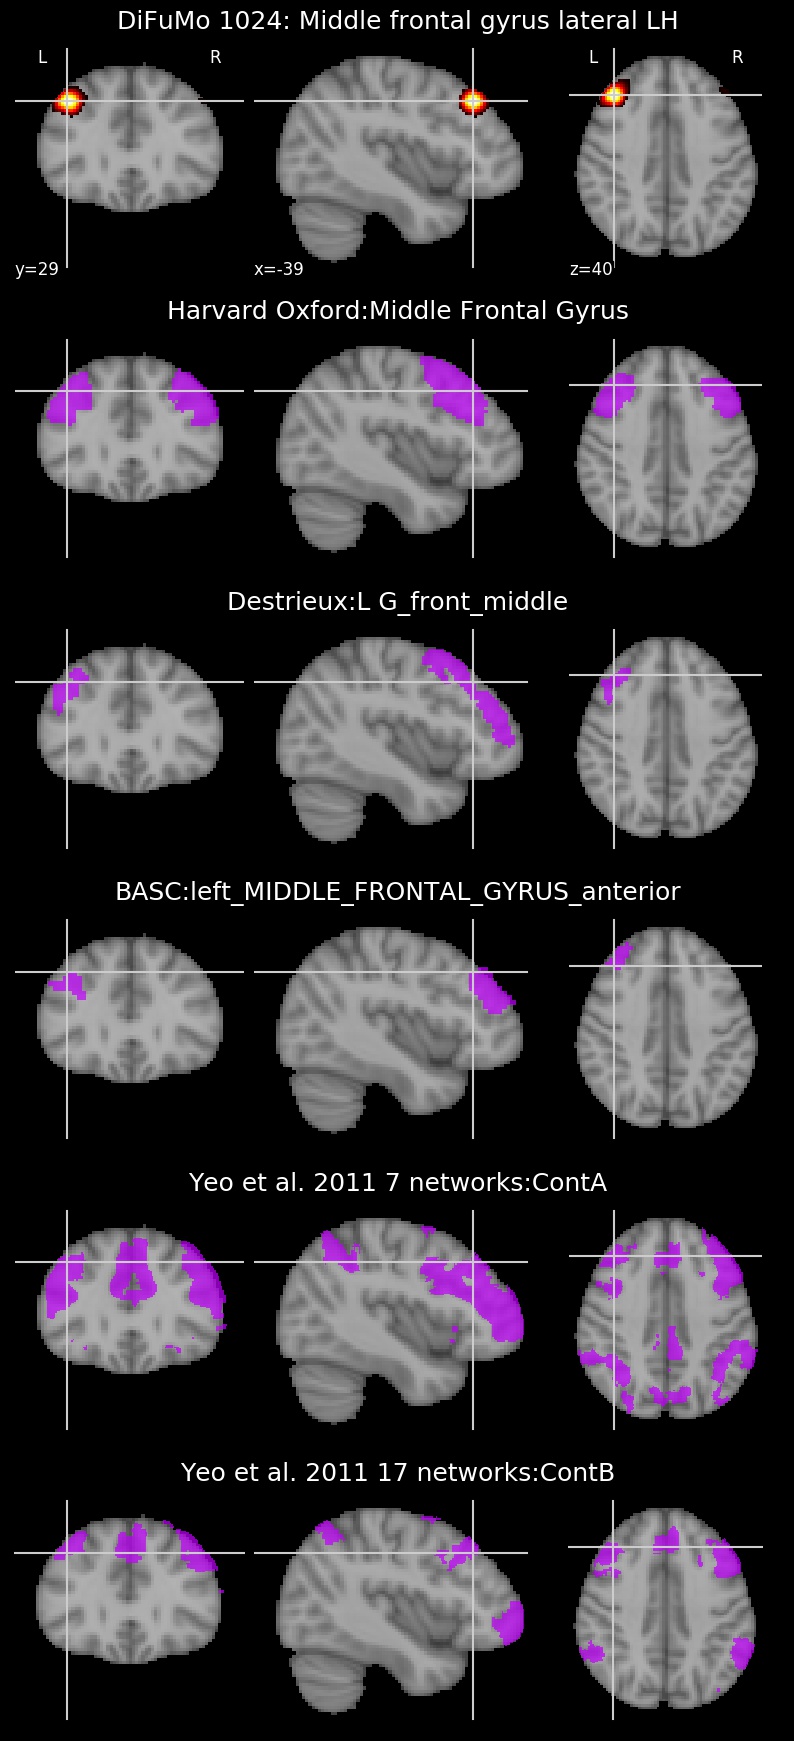 DiFuMo 1024: Middle frontal gyrus lateral LH
L R L R
y=29 x=-39 z=40
Harvard Oxford:Middle Frontal Gyrus
Destrieux:L G_front_middle
BASC:left_MIDDLE_FRONTAL_GYRUS_anterior
Yeo et al. 2011 7 networks:ContA
Yeo et al. 2011 17 networks:ContB